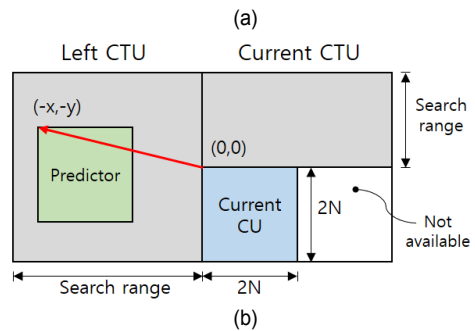 (a)
Left CTU
Current CTU
(-x,-y)
(0,0)
Search
range
Predictor
Current
CU
2N
Not
available
Search range
2N
(b)